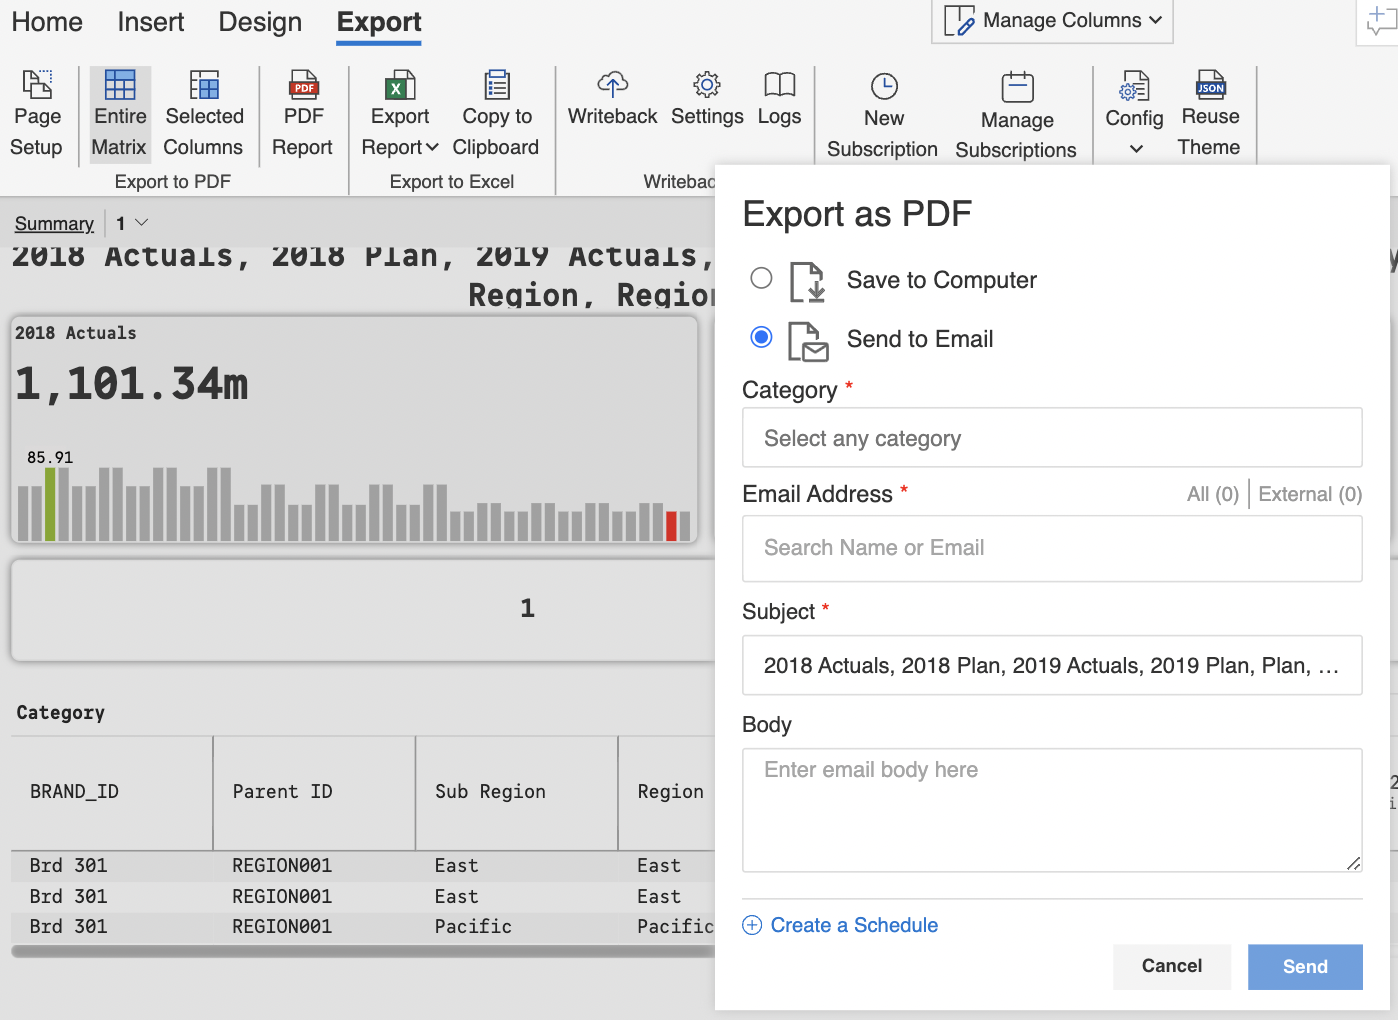 Home Insert Design Export
Manage Columns
Page Setup
Entire Matrix
Selected Columns
PDF Report
Export Report
Copy to Clipboard
Writeback
Settings
Logs
New Subscription
Manage Subscriptions
Config
JSON
Reuse Theme
PDF
X
Export to PDF
Export to Excel
Writebac
Summary 1
2018 Actuals, 2018 Plan, 2019 Actuals,
Region, Region
2018 Actuals
1,101.34m
85.91
1
Category
BRAND_ID Parent ID Sub Region Region
Brd 301 REGION001 East East
Brd 301 REGION001 East East
Brd 301 REGION001 Pacific Pacific
Export as PDF
Save to Computer
Send to Email
Category *
Select any category
Email Address * All (0) External (0)
Search Name or Email
Subject *
2018 Actuals, 2018 Plan, 2019 Actuals, 2019 Plan, Plan, ...
Body
Enter email body here
Create a Schedule
Cancel Send